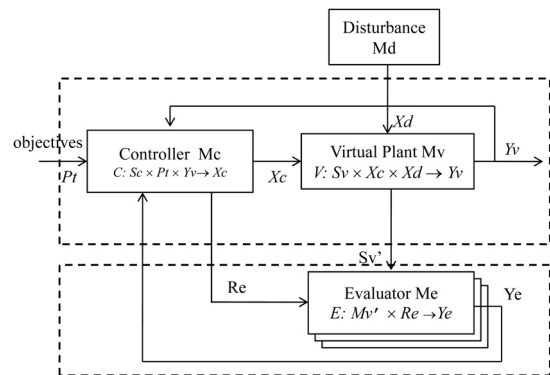 Disturbance
Md
Xd
objectives
Pt
Controller Mc
C: Sc × Pt × Yv→ Xc
Xc
Virtual Plant Mv
V: Sv × Xc × Xd → Yv
Yv
Sv'
Re
Evaluator Me
E: Mv′ × Re →Ye
Ye